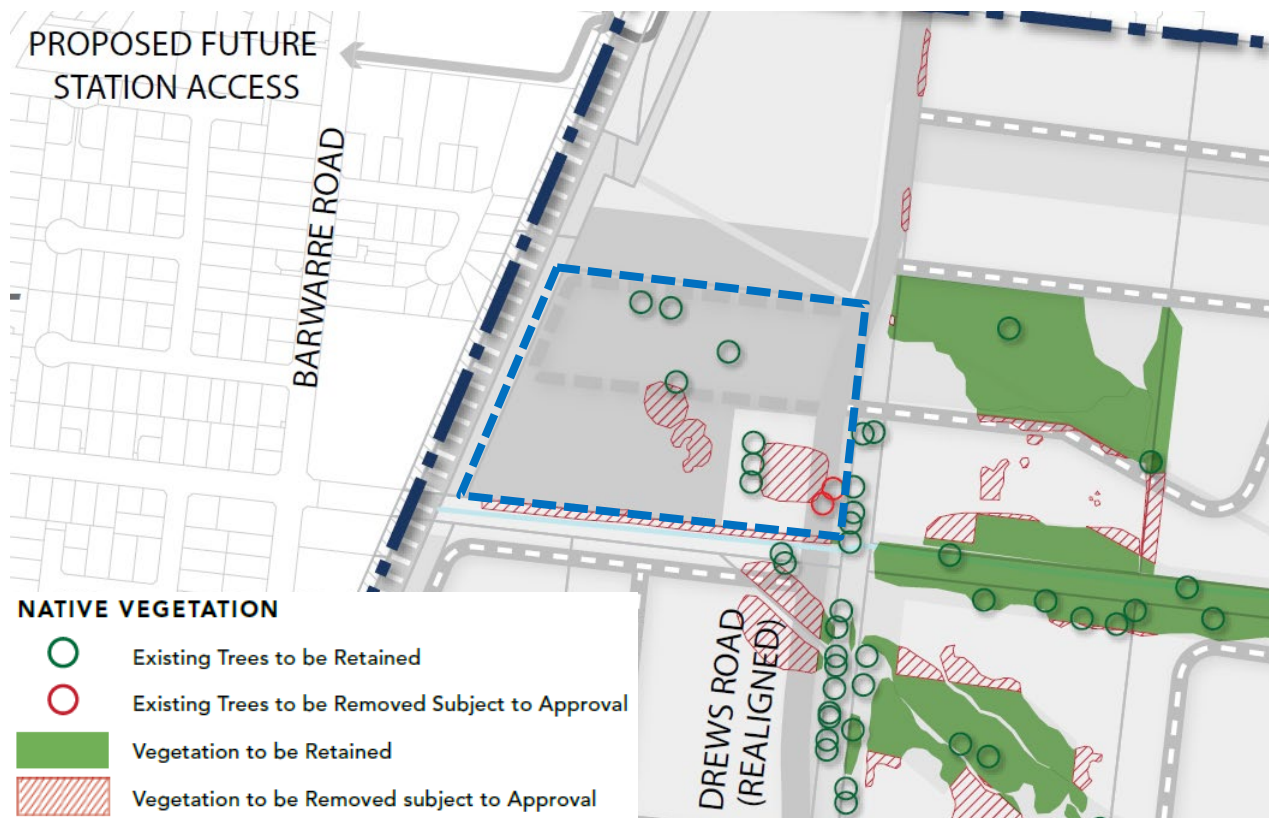 PROPOSED FUTURE
STATION ACCESS
BARWARRE ROAD
DREWS ROAD
(REALIGNED)
NATIVE VEGETATION
Existing Trees to be Retained
Existing Trees to be Removed Subject to Approval
Vegetation to be Retained
Vegetation to be Removed subject to Approval